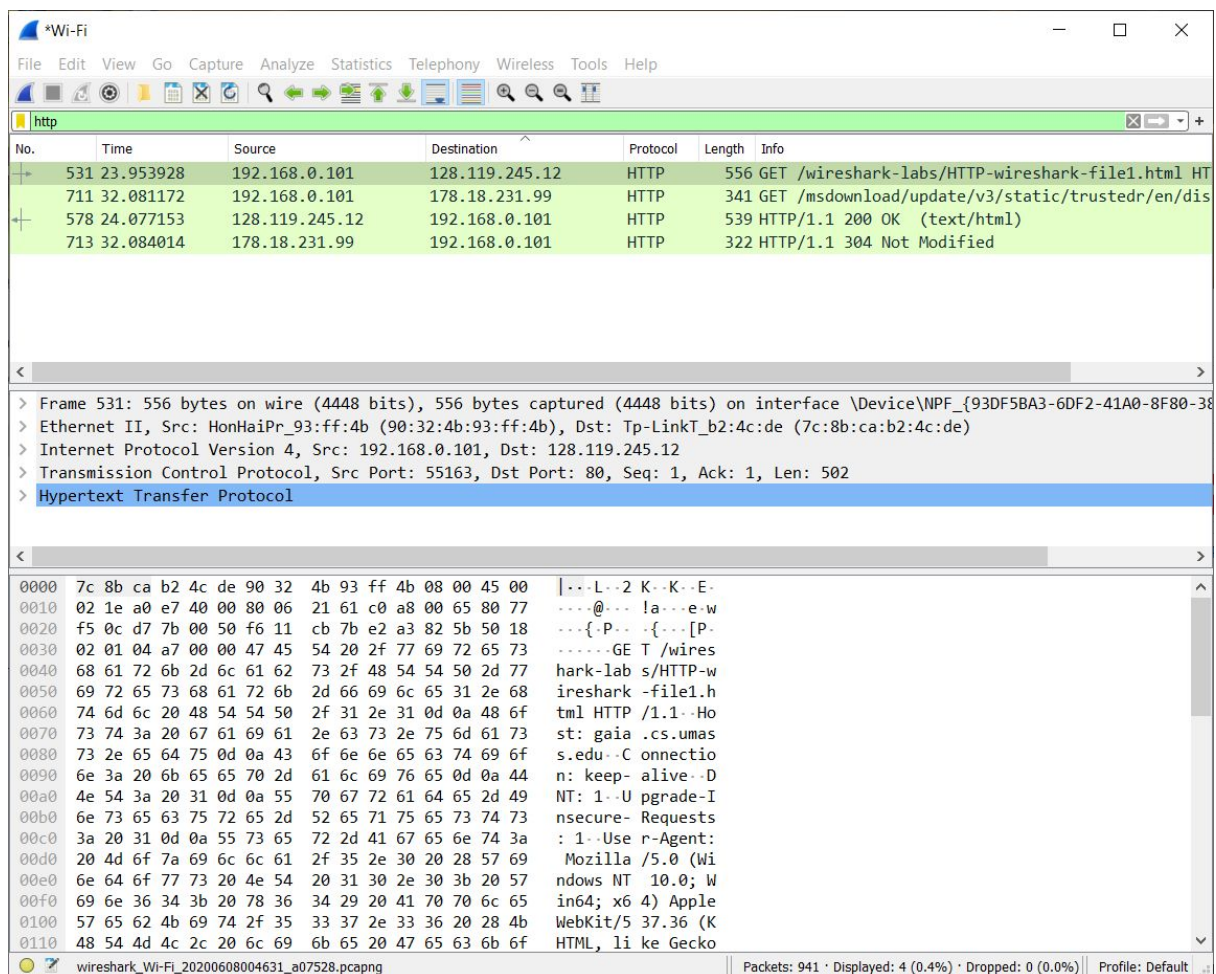 *Wi-Fi
File Edit View Go Capture Analyze Statistics Telephony Wireless Tools Help
http
No. Time Source Destination Protocol Length Info
531 23.953928 192.168.0.101 128.119.245.12 HTTP 556 GET /wireshark-labs/HTTP-wireshark-file1.html HT
711 32.081172 192.168.0.101 178.18.231.99 HTTP 341 GET /msdownload/update/v3/static/trustedr/en/dis
578 24.077153 128.119.245.12 192.168.0.101 HTTP 539 HTTP/1.1 200 OK (text/html)
713 32.084014 178.18.231.99 192.168.0.101 HTTP 322 HTTP/1.1 304 Not Modified
> Frame 531: 556 bytes on wire (4448 bits), 556 bytes captured (4448 bits) on interface \Device\NPF_{93DF5BA3-6DF2-41A0-8F80-38
> Ethernet II, Src: HonHaiPr_93:ff:4b (90:32:4b:93:ff:4b), Dst: Tp-LinkT_b2:4c:de (7c:8b:ca:b2:4c:de)
> Internet Protocol Version 4, Src: 192.168.0.101, Dst: 128.119.245.12
> Transmission Control Protocol, Src Port: 55163, Dst Port: 80, Seq: 1, Ack: 1, Len: 502
> Hypertext Transfer Protocol
0000 7c 8b ca b2 4c de 90 32 4b 93 ff 4b 08 00 45 00 |···L··2 K··K··E·
0010 02 1e a0 e7 40 00 80 06 21 61 c0 a8 00 65 80 77 ····@··· !a···e·w
0020 f5 0c d7 7b 00 50 f6 11 cb 7b e2 a3 82 5b 50 18 ···{·P·· ·{···[P·
0030 02 01 04 a7 00 00 47 45 54 20 2f 77 69 72 65 73 ······GE T /wires
0040 68 61 72 6b 2d 6c 61 62 73 2f 48 54 54 50 2d 77 hark-lab s/HTTP-w
0050 69 72 65 73 68 61 72 6b 2d 66 69 6c 65 31 2e 68 ireshark -file1.h
0060 74 6d 6c 20 48 54 54 50 2f 31 2e 31 0d 0a 48 6f tml HTTP /1.1··Ho
0070 73 74 3a 20 67 61 69 61 2e 63 73 2e 75 6d 61 73 st: gaia .cs.umas
0080 73 2e 65 64 75 0d 0a 43 6f 6e 6e 65 63 74 69 6f s.edu··C onnectio
0090 6e 3a 20 6b 65 65 70 2d 61 6c 69 76 65 0d 0a 44 n: keep- alive··D
00a0 4e 54 3a 20 31 0d 0a 55 70 67 72 61 64 65 2d 49 NT: 1··U pgrade-I
00b0 6e 73 65 63 75 72 65 2d 52 65 71 75 65 73 74 73 nsecure- Requests
00c0 3a 20 31 0d 0a 55 73 65 72 2d 41 67 65 6e 74 3a : 1··Use r-Agent:
00d0 20 4d 6f 7a 69 6c 6c 61 2f 35 2e 30 20 28 57 69 Mozilla /5.0 (Wi
00e0 6e 64 6f 77 73 20 4e 54 20 31 30 2e 30 3b 20 57 ndows NT 10.0; W
00f0 69 6e 36 34 3b 20 78 36 34 29 20 41 70 70 6c 65 in64; x6 4) Apple
0100 57 65 62 4b 69 74 2f 35 33 37 2e 33 36 20 28 4b WebKit/5 37.36 (K
0110 48 54 4d 4c 2c 20 6c 69 6b 65 20 47 65 63 6b 6f HTML, li ke Gecko
wireshark_Wi-Fi_20200608004631_a07528.pcapng Packets: 941 · Displayed: 4 (0.4%) · Dropped: 0 (0.0%) Profile: Default